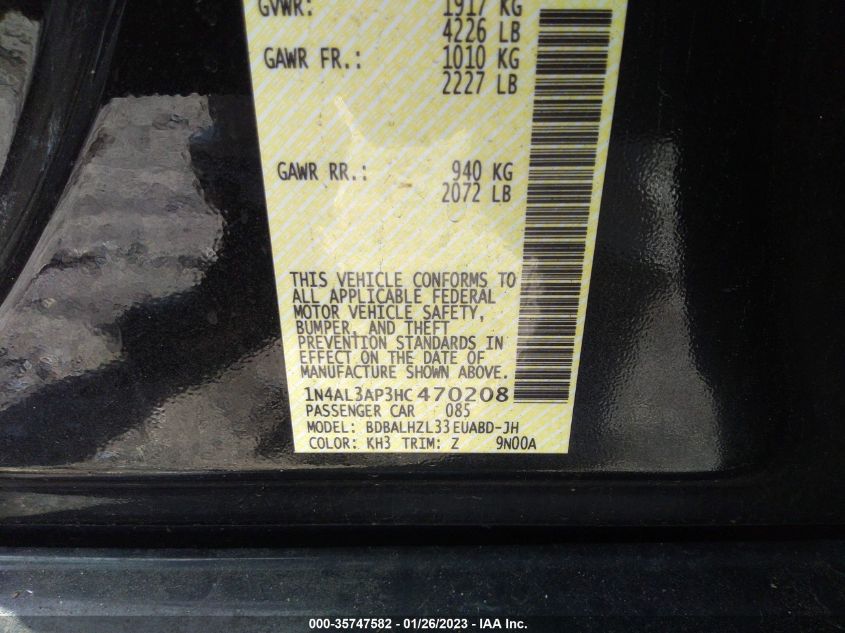 GVWR: 1917 KG
4226 LB
GAWR FR.: 1010 KG
2227 LB
GAWR RR.: 940 KG
2072 LB
THIS VEHICLE CONFORMS TO
ALL APPLICABLE FEDERAL
MOTOR VEHICLE SAFETY,
BUMPER, AND THEFT
PREVENTION STANDARDS IN
EFFECT ON THE DATE OF
MANUFACTURE SHOWN ABOVE.
1N4AL3AP3HC470208
PASSENGER CAR 085
MODEL: BDBALHZL33EUABD-JH
COLOR: KH3 TRIM: Z 9N00A
000-35747582 / 01/26/2023 - IAA Inc.